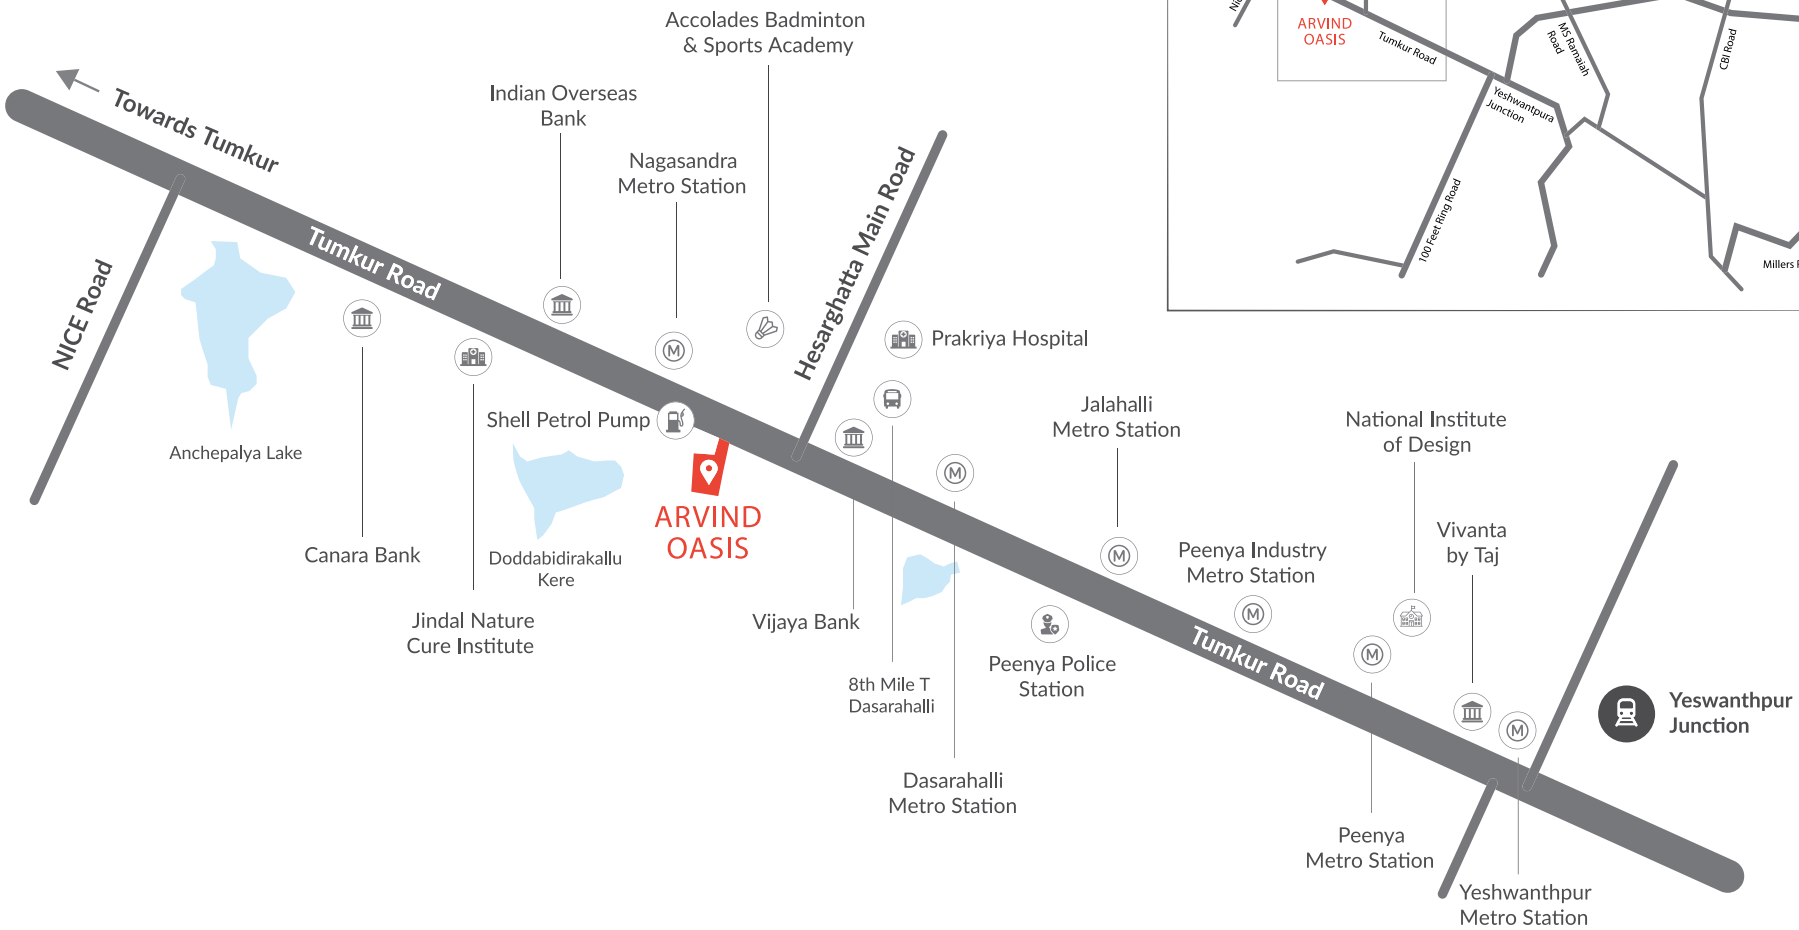 Accolades Badminton
& Sports Academy
ARVIND
OASIS
Tumkur Road
MS Ramaiah
Road
CBI Road
Yeshwantpura
Junction
100 Feet Ring Road
Millers
Towards Tumkur
Indian Overseas
Bank
Nagasandra
Metro Station
Hesarghatta Main Road
NICE Road
Tumkur Road
Prakriya Hospital
Shell Petrol Pump
Jalahalli
Metro Station
National Institute
of Design
Anchepalya Lake
ARVIND
OASIS
Canara Bank
Doddabidirakallu
Kere
Vivanta
by Taj
Peenya Industry
Metro Station
Jindal Nature
Cure Institute
Vijaya Bank
Peenya Police
Station
Tumkur Road
8th Mile T
Dasarahalli
Yeswanthpur
Junction
Dasarahalli
Metro Station
Peenya
Metro Station
Yeshwanthpur
Metro Station
M
M
M
M
M
M